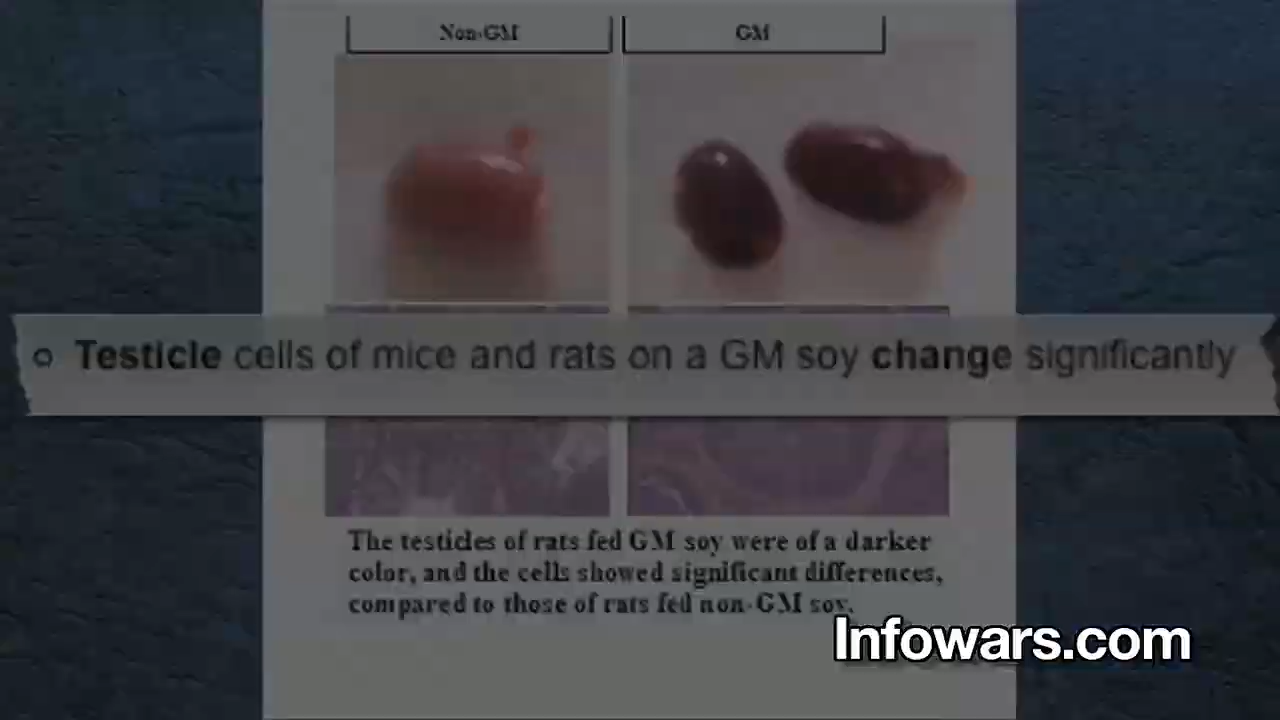 Non-GM
GM
o Testicle cells of mice and rats on a GM soy change significantly
The testicles of rats fed GM soy were of a darker
color, and the cells showed significant differences,
compared to those of rats fed non-GM soy.
Infowars.com